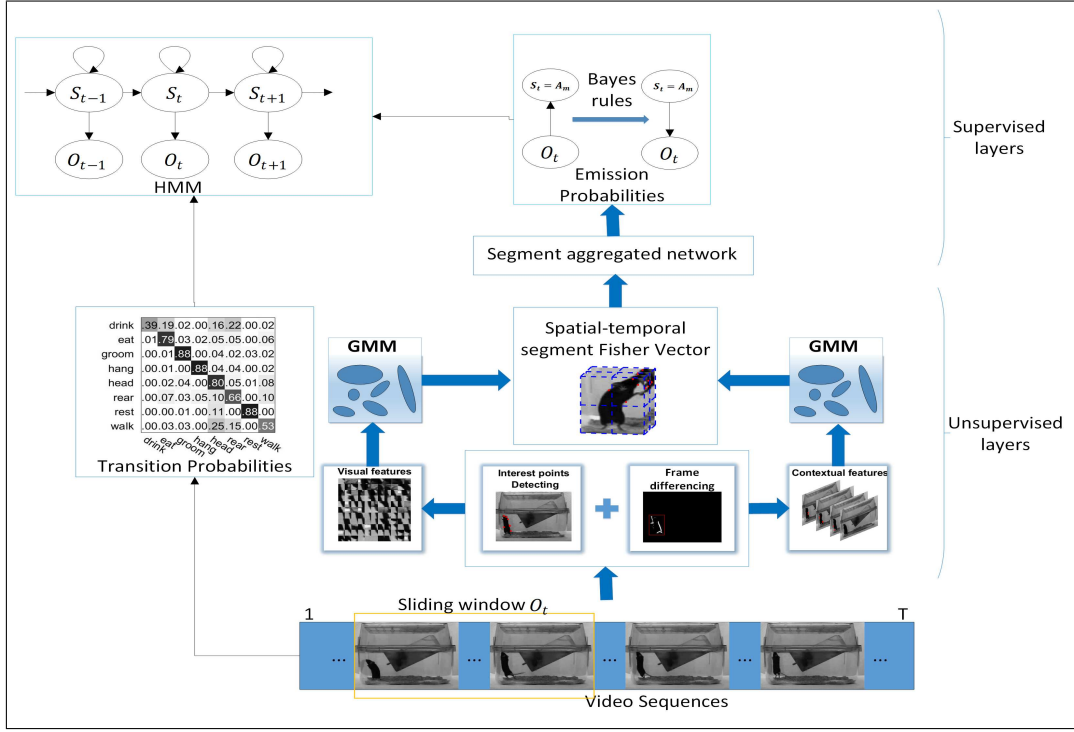 S_{t-1} S_t S_{t+1}
O_{t-1} O_t O_{t+1}
HMM
S_t = A_m Bayes rules S_t = A_m
O_t O_t
Emission
Probabilities
Supervised
layers
Segment aggregated network
drink .39 .19 .02 .00 .16 .22 .00 .02
eat .01 .79 .03 .02 .05 .05 .00 .06
groom .00 .01 .88 .00 .04 .02 .03 .02
hang .00 .01 .00 .88 .04 .04 .00 .02
head .00 .02 .04 .00 .80 .05 .01 .08
rear .00 .07 .03 .05 .10 .66 .00 .10
rest .00 .00 .01 .00 .11 .00 .88 .00
walk .00 .03 .03 .00 .25 .15 .00 .53
drink eat groom hang head rear rest walk
Transition Probabilities
GMM
Spatial-temporal
segment Fisher Vector
GMM
Unsupervised
layers
Visual features
Interest points
Detecting
+
Frame
differencing
Contextual features
Sliding window O_t
1
T
... ... ... ... ...
Video Sequences